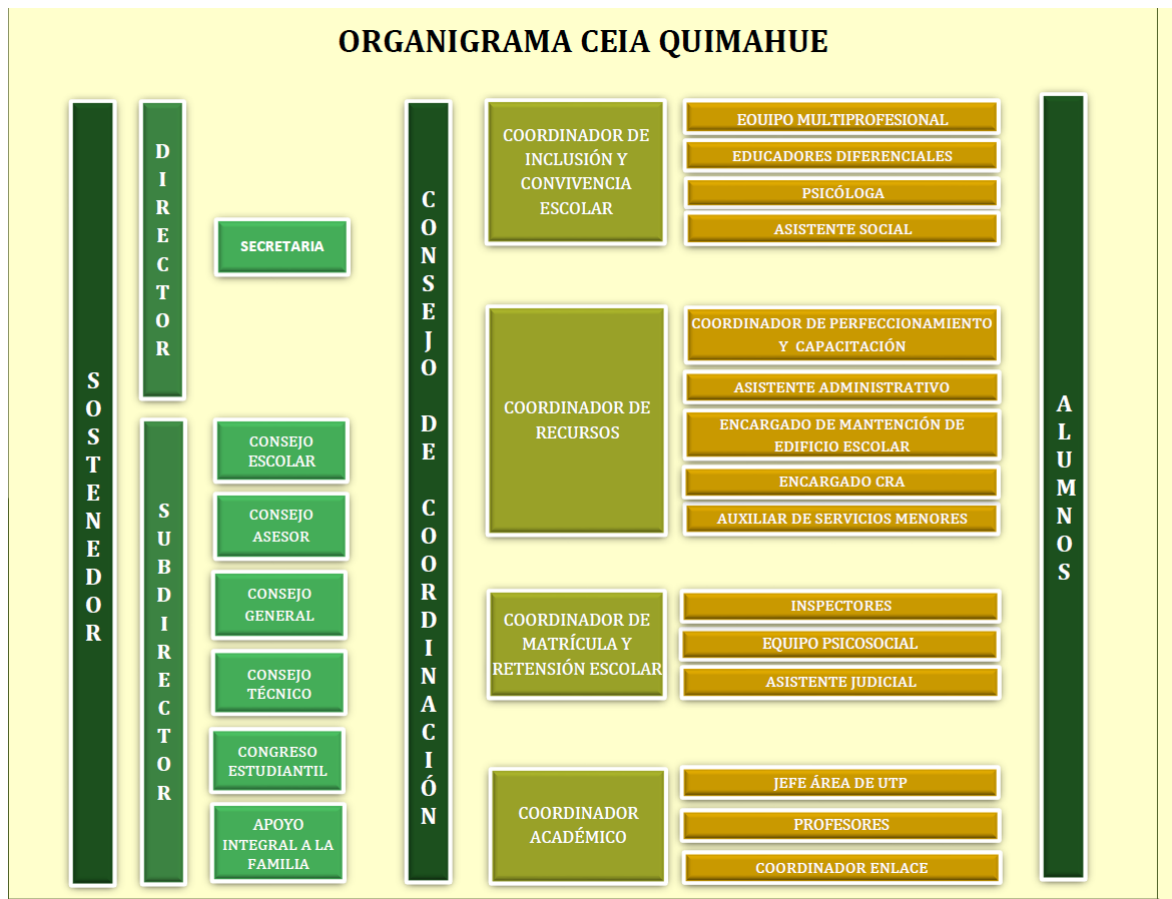 ORGANIGRAMA CEIA QUIMAHUE
SOSTENEDOR
DIRECTOR
SUBDIRECTOR
SECRETARIA
CONSEJO
ESCOLAR
CONSEJO
ASESOR
CONSEJO
GENERAL
CONSEJO
TÉCNICO
CONGRESO
ESTUDIANTIL
APOYO
INTEGRAL A LA
FAMILIA
CONSEJO DE COORDINACIÓN
COORDINADOR DE
INCLUSIÓN Y
CONVIVENCIA
ESCOLAR
EQUIPO MULTIPROFESIONAL
EDUCADORES DIFERENCIALES
PSICÓLOGA
ASISTENTE SOCIAL
COORDINADOR DE
RECURSOS
COORDINADOR DE PERFECCIONAMIENTO
Y CAPACITACIÓN
ASISTENTE ADMINISTRATIVO
ENCARGADO DE MANTENCIÓN DE
EDIFICIO ESCOLAR
ENCARGADO CRA
AUXILIAR DE SERVICIOS MENORES
COORDINADOR DE
MATRÍCULA Y
RETENSIÓN ESCOLAR
INSPECTORES
EQUIPO PSICOSOCIAL
ASISTENTE JUDICIAL
COORDINADOR
ACADÉMICO
JEFE ÁREA DE UTP
PROFESORES
COORDINADOR ENLACE
ALUMNOS